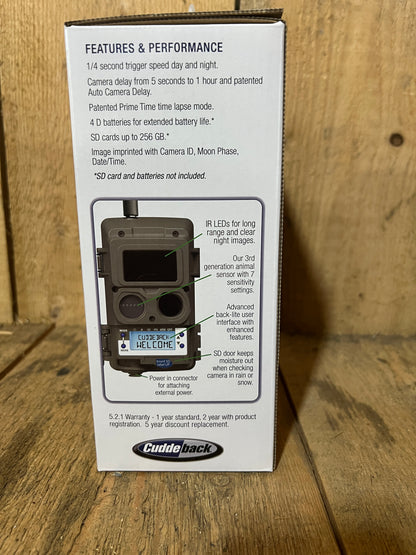 FEATURES & PERFORMANCE
1/4 second trigger speed day and night.
Camera delay from 5 seconds to 1 hour and patented
Auto Camera Delay.
Patented Prime Time time lapse mode.
4 D batteries for extended battery life.*
SD cards up to 256 GB.*
Image imprinted with Camera ID, Moon Phase,
Date/Time.
*SD card and batteries not included.
IR LEDs for long
range and clear
night images.
Our 3rd
generation animal
sensor with 7
sensitivity
settings.
Advanced
back-lite user
interface with
enhanced
features.
CUDDEBACK
WELCOME
SD door keeps
moisture out
when checking
camera in rain or
snow.
Power in connector
for attaching
external power.
5.2.1 Warranty - 1 year standard, 2 year with product
registration. 5 year discount replacement.
Cuddeback